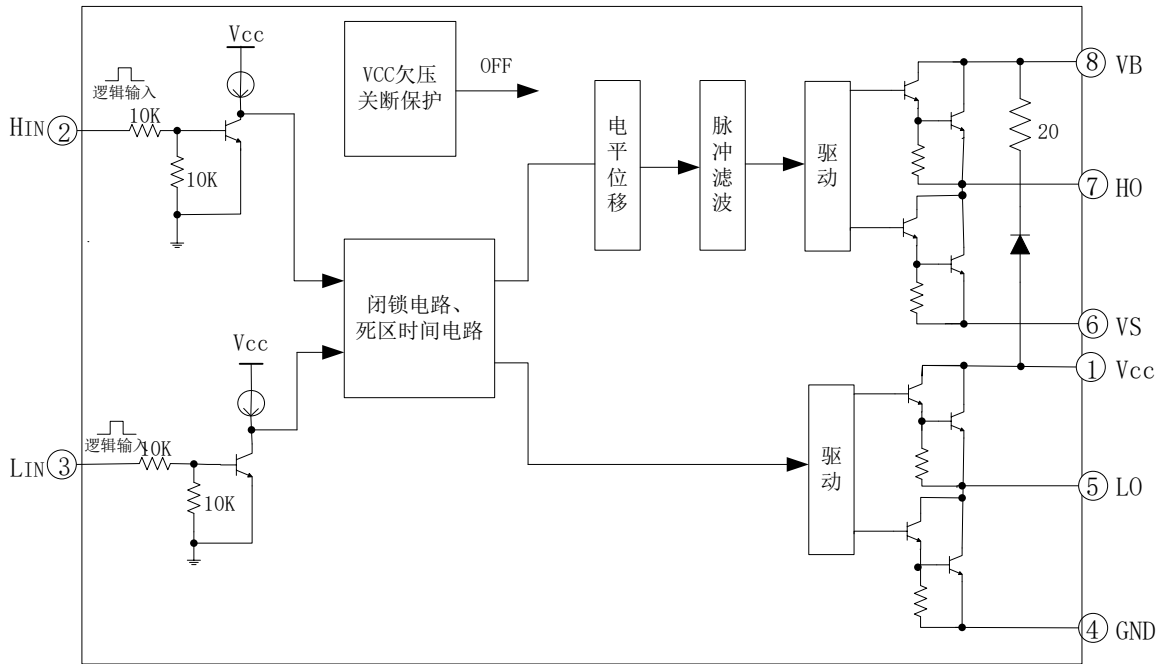 Vcc
逻辑输入
HIN ② 10K
10K
VCC欠压
关断保护
OFF
电平位移
脉冲滤波
驱动
⑧ VB
20
⑦ HO
⑥ VS
闭锁电路、
死区时间电路
Vcc
逻辑输入
LIN ③ 10K
10K
驱动
① Vcc
⑤ LO
④ GND